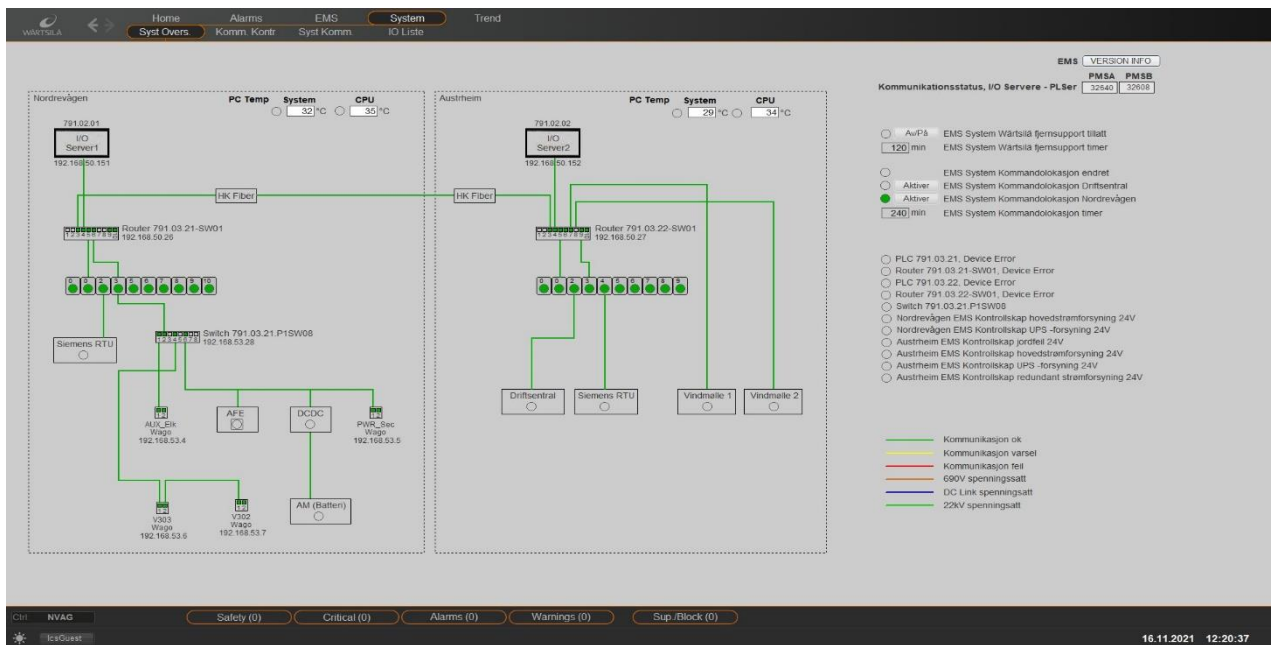 Home Alarms EMS System Trend
WÄRTSILÄ
Syst Overs. Komm. Kontr Syst Komm. IO Liste
EMS VERSION INFO
PMSA PMSB
Kommunikationsstatus, I/O Servere - PLSer 32640 32608
Nordrevågen
PC Temp System CPU
32 °C 35 °C
791.02.01
I/O
Server1
192.168.50.151
HK Fiber
Router 791.03.21-SW01
192.168.50.26
Siemens RTU
Switch 791.03.21.P1SW08
192.168.53.28
12345678
AUX_Elk
Wago
192.168.53.4
AFE
DCDC
PWR_Sec
Wago
192.168.53.5
V303
Wago
192.168.53.6
V302
Wago
192.168.53.7
AM (Batteri)
Austrheim
PC Temp System CPU
29 °C 34 °C
791.02.02
I/O
Server2
192.168.50.152
HK Fiber
Router 791.03.22-SW01
192.168.50.27
Driftsentral
Siemens RTU
Vindmølle 1
Vindmølle 2
Av/På EMS System Wärtsilä fjernsupport tillatt
120 min EMS System Wärtsilä fjernsupport timer
EMS System Kommandolokasjon endret
Aktiver EMS System Kommandolokasjon Driftsentral
Aktiver EMS System Kommandolokasjon Nordrevågen
240 min EMS System Kommandolokasjon timer
PLC 791.03.21, Device Error
Router 791.03.21-SW01, Device Error
PLC 791.03.22, Device Error
Router 791.03.22-SW01, Device Error
Switch 791.03.21.P1SW08
Nordrevågen EMS Kontrollskap hovedstrømforsyning 24V
Nordrevågen EMS Kontrollskap UPS -forsyning 24V
Austrheim EMS Kontrollskap jordfeil 24V
Austrheim EMS Kontrollskap hovedstrømforsyning 24V
Austrheim EMS Kontrollskap UPS -forsyning 24V
Austrheim EMS Kontrollskap redundant strømforsyning 24V
Kommunikasjon ok
Kommunikasjon varsel
Kommunikasjon feil
690V spenningssatt
DC Link spenningsatt
22kV spenningsatt
Ctrl NVAG Safety (0) Critical (0) Alarms (0) Warnings (0) Sup./Block (0)
IcsGuest
16.11.2021 12:20:37